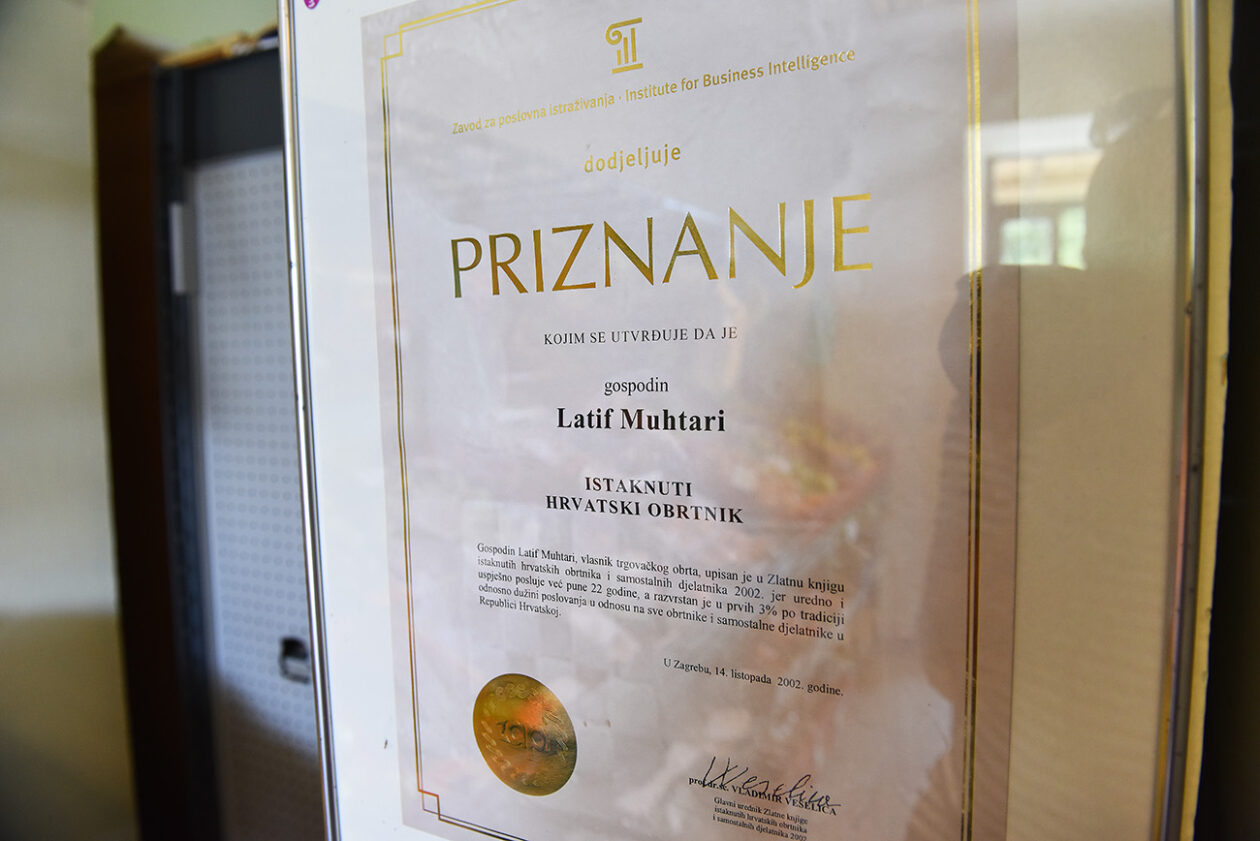 Zavod za poslovna istraživanja · Institute for Business Intelligence
dodjeljuje
PRIZNANJE
KOJIM SE UTVRĐUJE DA JE
gospodin
Latif Muhtari
ISTAKNUTI
HRVATSKI OBRTNIK
Gospodin Latif Muhtari, vlasnik trgovačkog obrta, upisan je u Zlatnu knjigu
istaknutih hrvatskih obrtnika i samostalnih djelatnika 2002. jer uredno i
uspješno posluje već pune 22 godine, a razvrstan je u prvih 3% po tradiciji
odnosno dužini poslovanja u odnosu na sve obrtnike i samostalne djelatnike u
Republici Hrvatskoj.
U Zagrebu, 14. listopada 2002. godine.
prof.dr.sc. VLADIMIR VESELICA
Glavni urednik Zlatne knjige
istaknutih hrvatskih obrtnika
i samostalnih djelatnika 2002